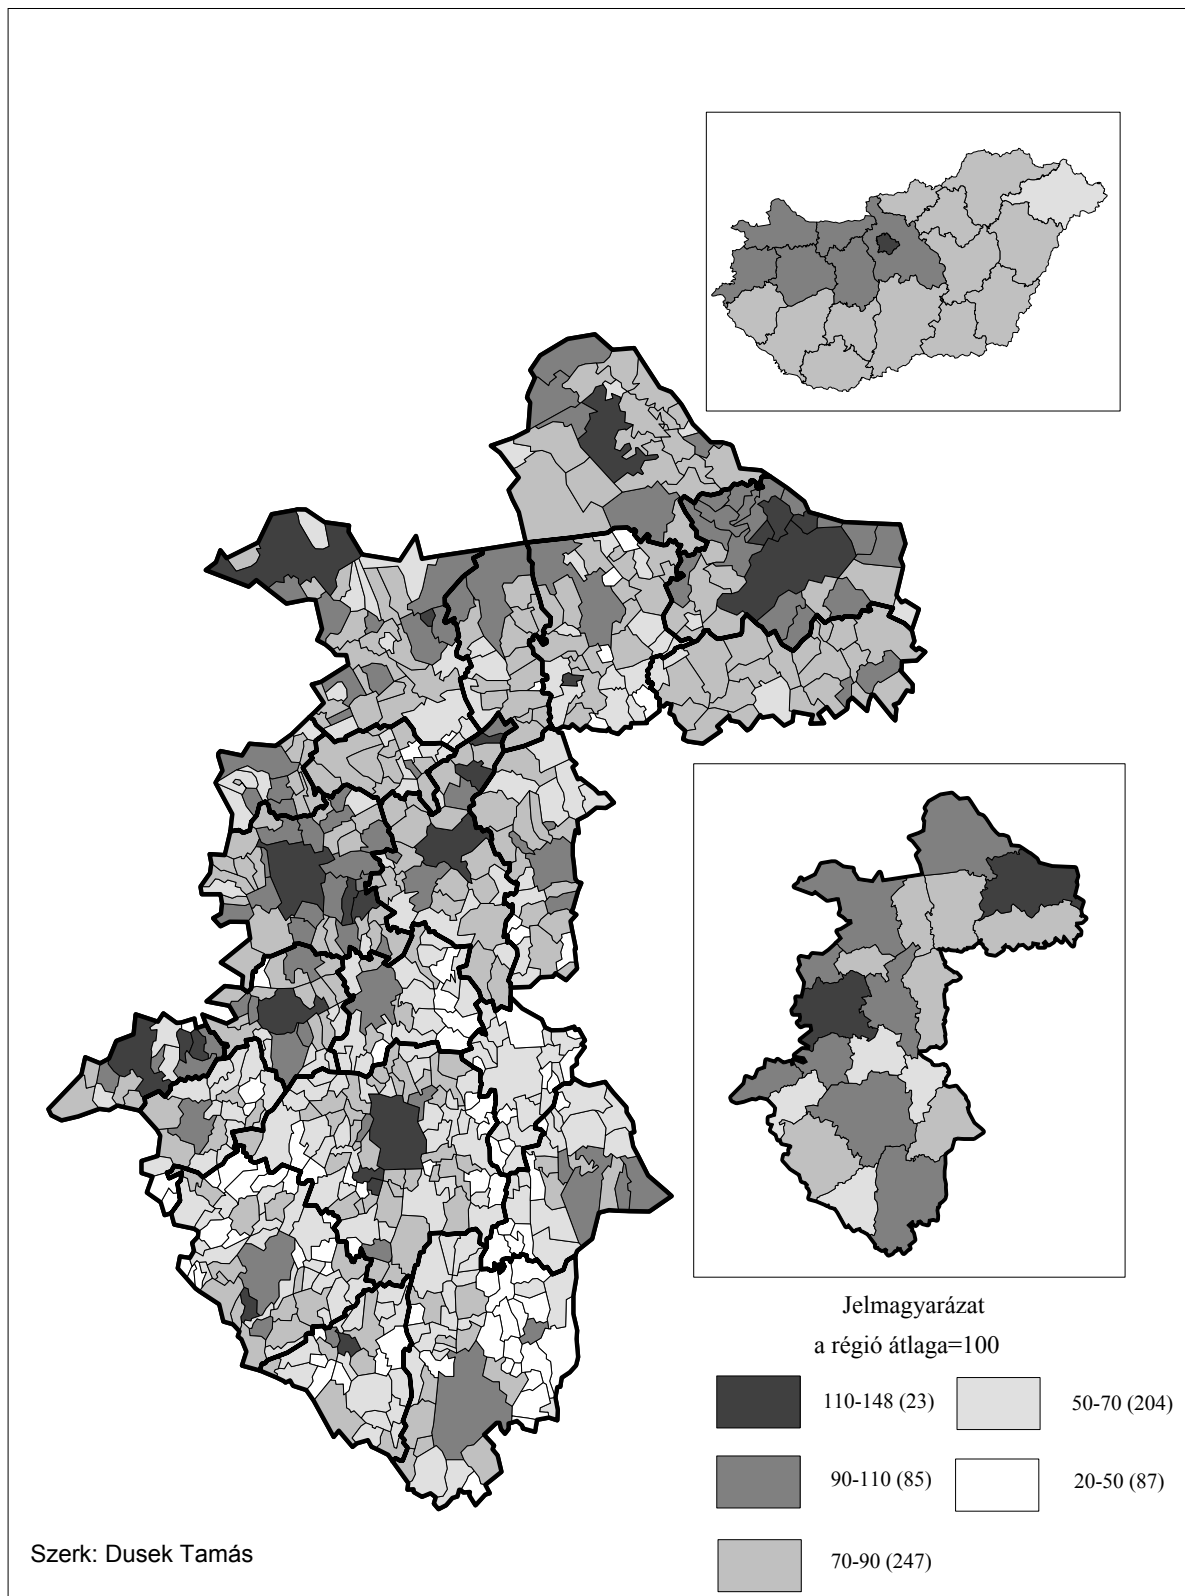 Jelmagyarázat
a régió átlaga=100
110-148 (23)
50-70 (204)
90-110 (85)
20-50 (87)
70-90 (247)
Szerk: Dusek Tamás